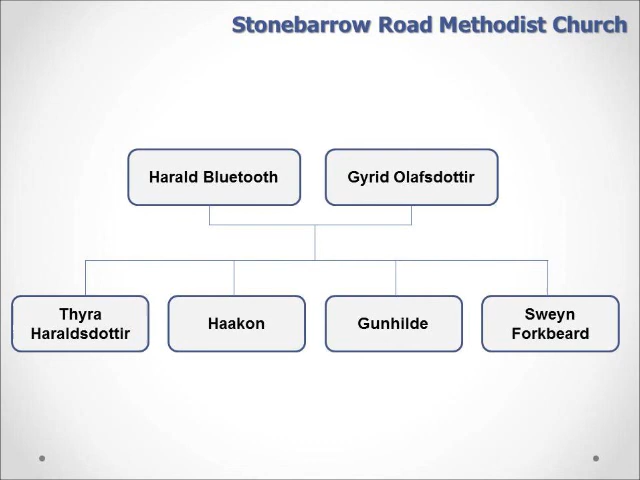 Stonebarrow Road Methodist Church
Harald Bluetooth
Gyrid Olafsdottir
Thyra
Haraldsdottir
Haakon
Gunhilde
Sweyn
Forkbeard